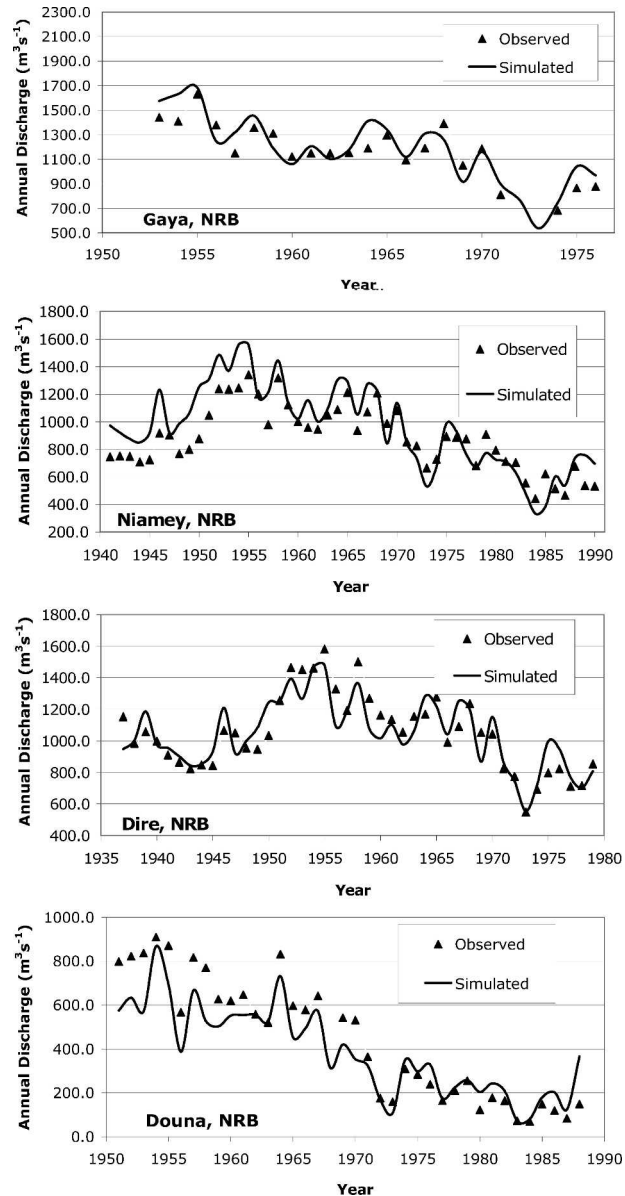 2300.0
2100.0
1900.0
1700.0
1500.0
1300.0
1100.0
900.0
700.0
500.0
Annual Discharge (m³s⁻¹)
Observed
Simulated
Gaya, NRB
1950 1955 1960 1965 1970 1975
Year..
1800.0
1600.0
1400.0
1200.0
1000.0
800.0
600.0
400.0
200.0
Annual Discharge (m³s⁻¹)
Observed
Simulated
Niamey, NRB
1940 1945 1950 1955 1960 1965 1970 1975 1980 1985 1990
Year
1800.0
1600.0
1400.0
1200.0
1000.0
800.0
600.0
400.0
Annual Discharge (m³s⁻¹)
Observed
Simulated
Dire, NRB
1935 1940 1945 1950 1955 1960 1965 1970 1975 1980
Year
1000.0
800.0
600.0
400.0
200.0
0.0
Annual Discharge (m³s⁻¹)
Observed
Simulated
Douna, NRB
1950 1955 1960 1965 1970 1975 1980 1985 1990
Year